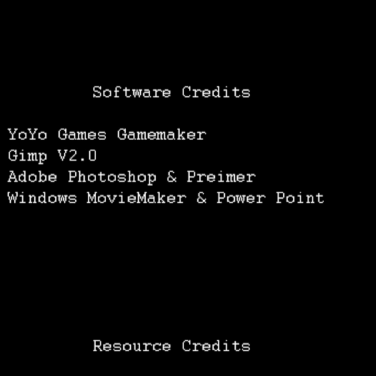 Software Credits
YoYo Games Gamemaker
Gimp V2.0
Adobe Photoshop & Preimer
Windows MovieMaker & Power Point
Resource Credits